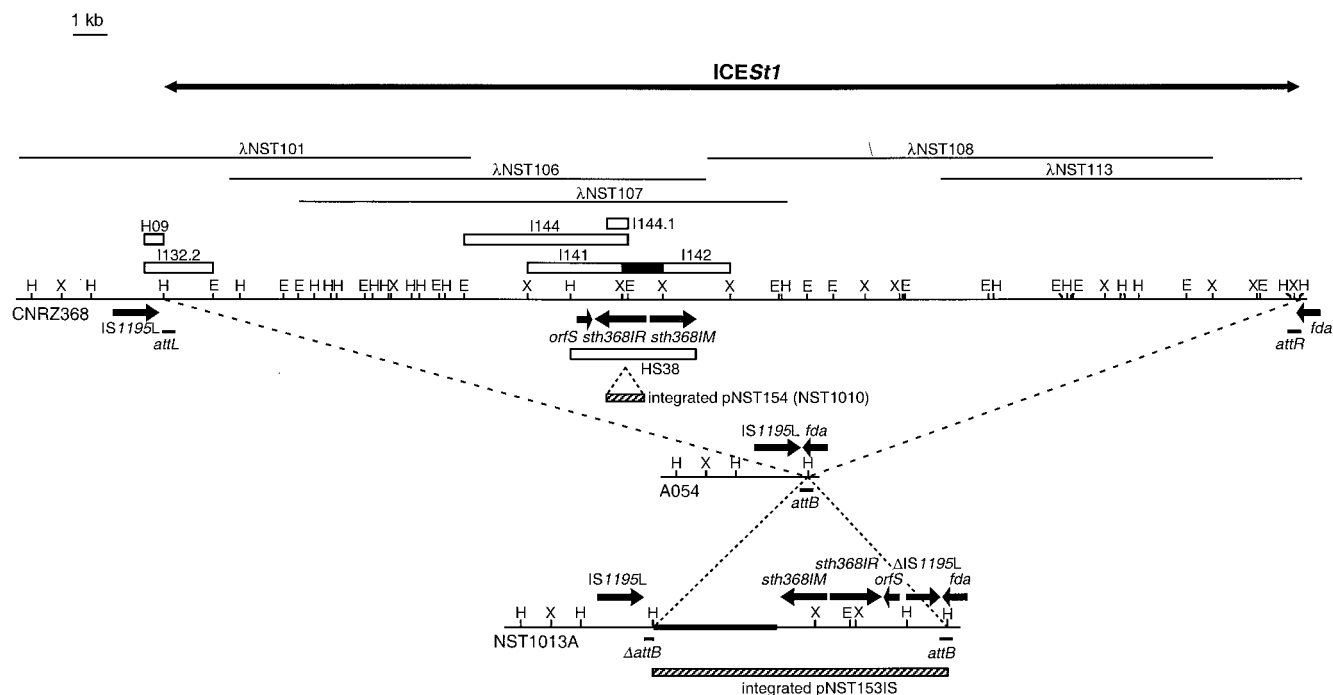 1 kb
ICESt1
λNST101
λNST108
λNST106
λNST113
λNST107
H09
I144
I144.1
I132.2
I141
I142
H X H H E H E E H H H H E H H X H H E H E X H X E X X E H E E X X E E H E H E X H H E X X E H X H
CNRZ368
IS1195L
attL
orfS sth368IR sth368IM
attR
fda
HS38
integrated pNST154 (NST1010)
IS1195L fda
H X H H
A054
attB
sth368IR ΔIS1195L
IS1195L sth368IM orfS fda
H X H H X E X H H
NST1013A
ΔattB
attB
integrated pNST153IS